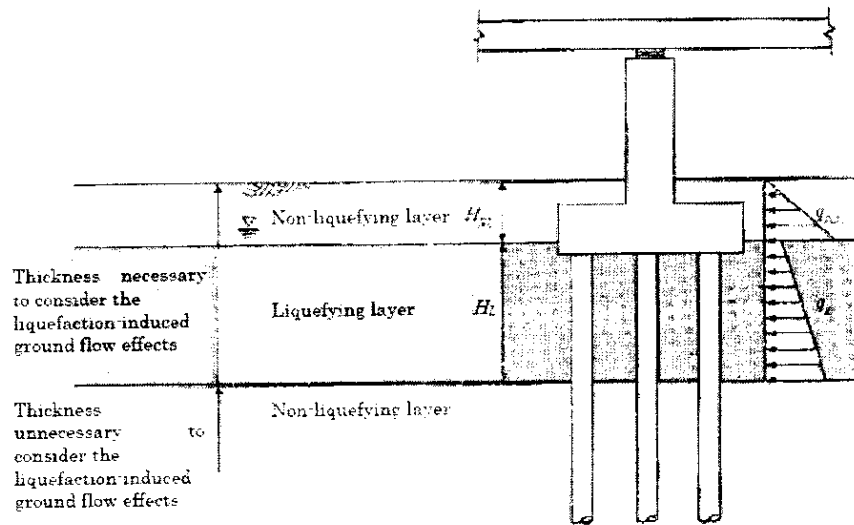 Non-liquefying layer H_NL
q_NL
Thickness necessary
to consider the
liquefaction-induced
ground flow effects
Liquefying layer H_L
q_L
Thickness
unnecessary to
consider the
liquefaction-induced
ground flow effects
Non-liquefying layer